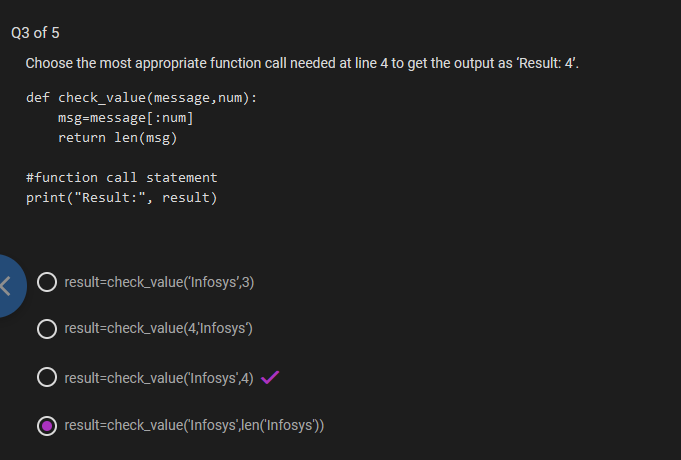 Q3 of 5
Choose the most appropriate function call needed at line 4 to get the output as 'Result: 4'.
def check_value(message,num):
    msg=message[:num]
    return len(msg)
#function call statement
print("Result:", result)
result=check_value('Infosys',3)
result=check_value(4,'Infosys')
result=check_value('Infosys',4)
result=check_value('Infosys',len('Infosys'))